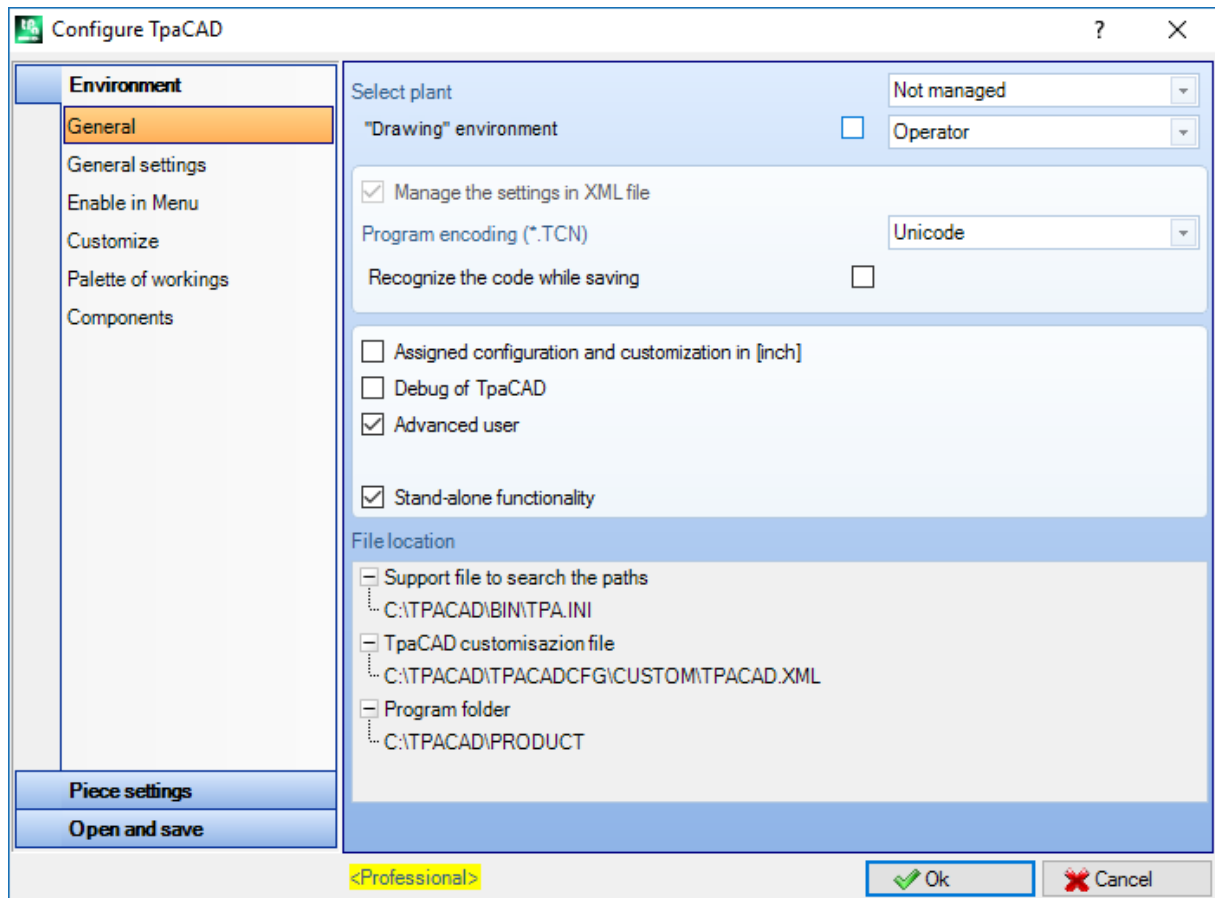 Configure TpaCAD
?
Environment
General
General settings
Enable in Menu
Customize
Palette of workings
Components
Piece settings
Open and save
Select plant
Not managed
"Drawing" environment
Operator
Manage the settings in XML file
Program encoding (*.TCN)
Unicode
Recognize the code while saving
Assigned configuration and customization in [inch]
Debug of TpaCAD
Advanced user
Stand-alone functionality
File location
Support file to search the paths
C:\TPACAD\BIN\TPA.INI
TpaCAD customisazion file
C:\TPACAD\TPACADCFG\CUSTOM\TPACAD.XML
Program folder
C:\TPACAD\PRODUCT
<Professional>
Ok
Cancel